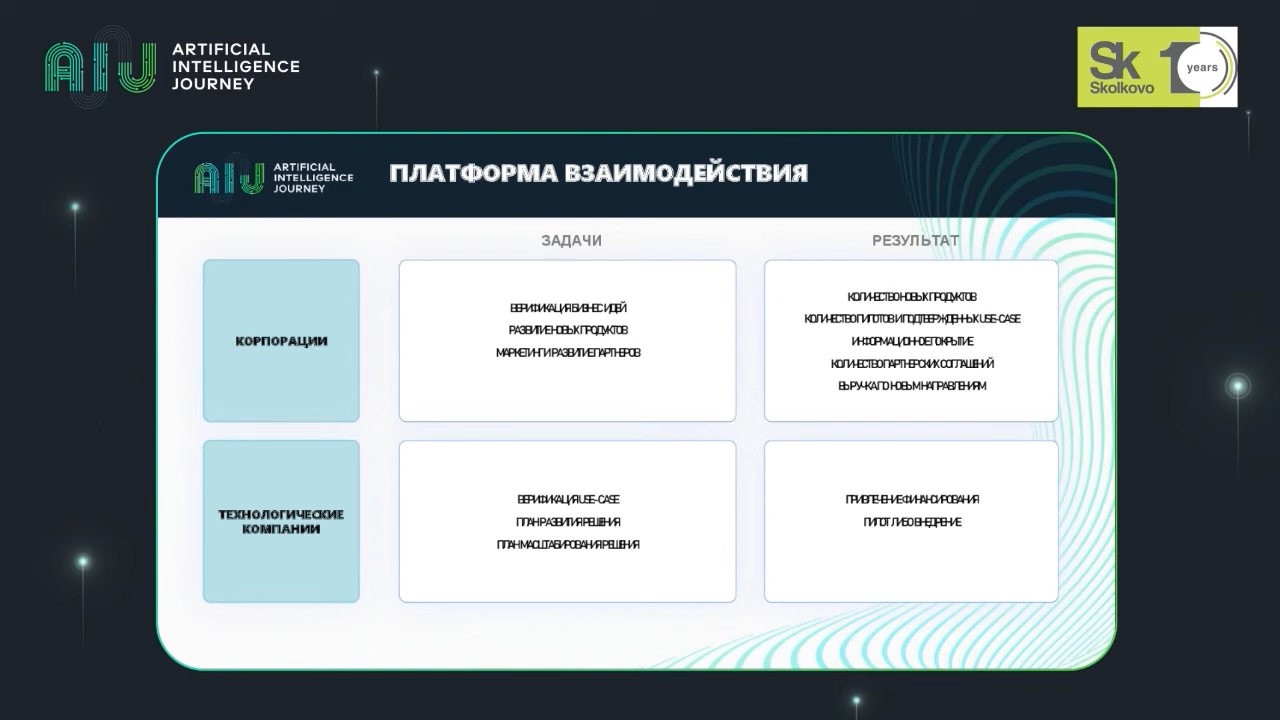 ARTIFICIAL
INTELLIGENCE
JOURNEY
Sk
Skolkovo
10
years
ARTIFICIAL
INTELLIGENCE
JOURNEY
ПЛАТФОРМА ВЗАИМОДЕЙСТВИЯ
ЗАДАЧИ
РЕЗУЛЬТАТ
КОРПОРАЦИИ
ВЕРИФИКАЦИЯ БИЗНЕС ИДЕЙ
РАЗВИТИЕ НОВЫХ ПРОДУКТОВ
МАРКЕТИНГ И РАЗВИТИЕ ПАРТНЕРОВ
КОЛИЧЕСТВО НОВЫХ ПРОДУКТОВ
КОЛИЧЕСТВО ПИЛОТОВ И ПОДТВЕРЖДЕННЫХ USE-CASE
ИНФОРМАЦИОННОЕ ПОКРЫТИЕ
КОЛИЧЕСТВО ПАРТНЕРСКИХ СОГЛАШЕНИЙ
ВЫРУЧКА ПО НОВЫМ НАПРАВЛЕНИЯМ
ТЕХНОЛОГИЧЕСКИЕ
КОМПАНИИ
ВЕРИФИКАЦИЯ USE-CASE
ПЛАН РАЗВИТИЯ РЕШЕНИЯ
ПЛАН МАСШТАБИРОВАНИЯ РЕШЕНИЯ
ПРИВЛЕЧЕНИЕ ФИНАНСИРОВАНИЯ
ПИЛОТ ЛИБО ВНЕДРЕНИЕ